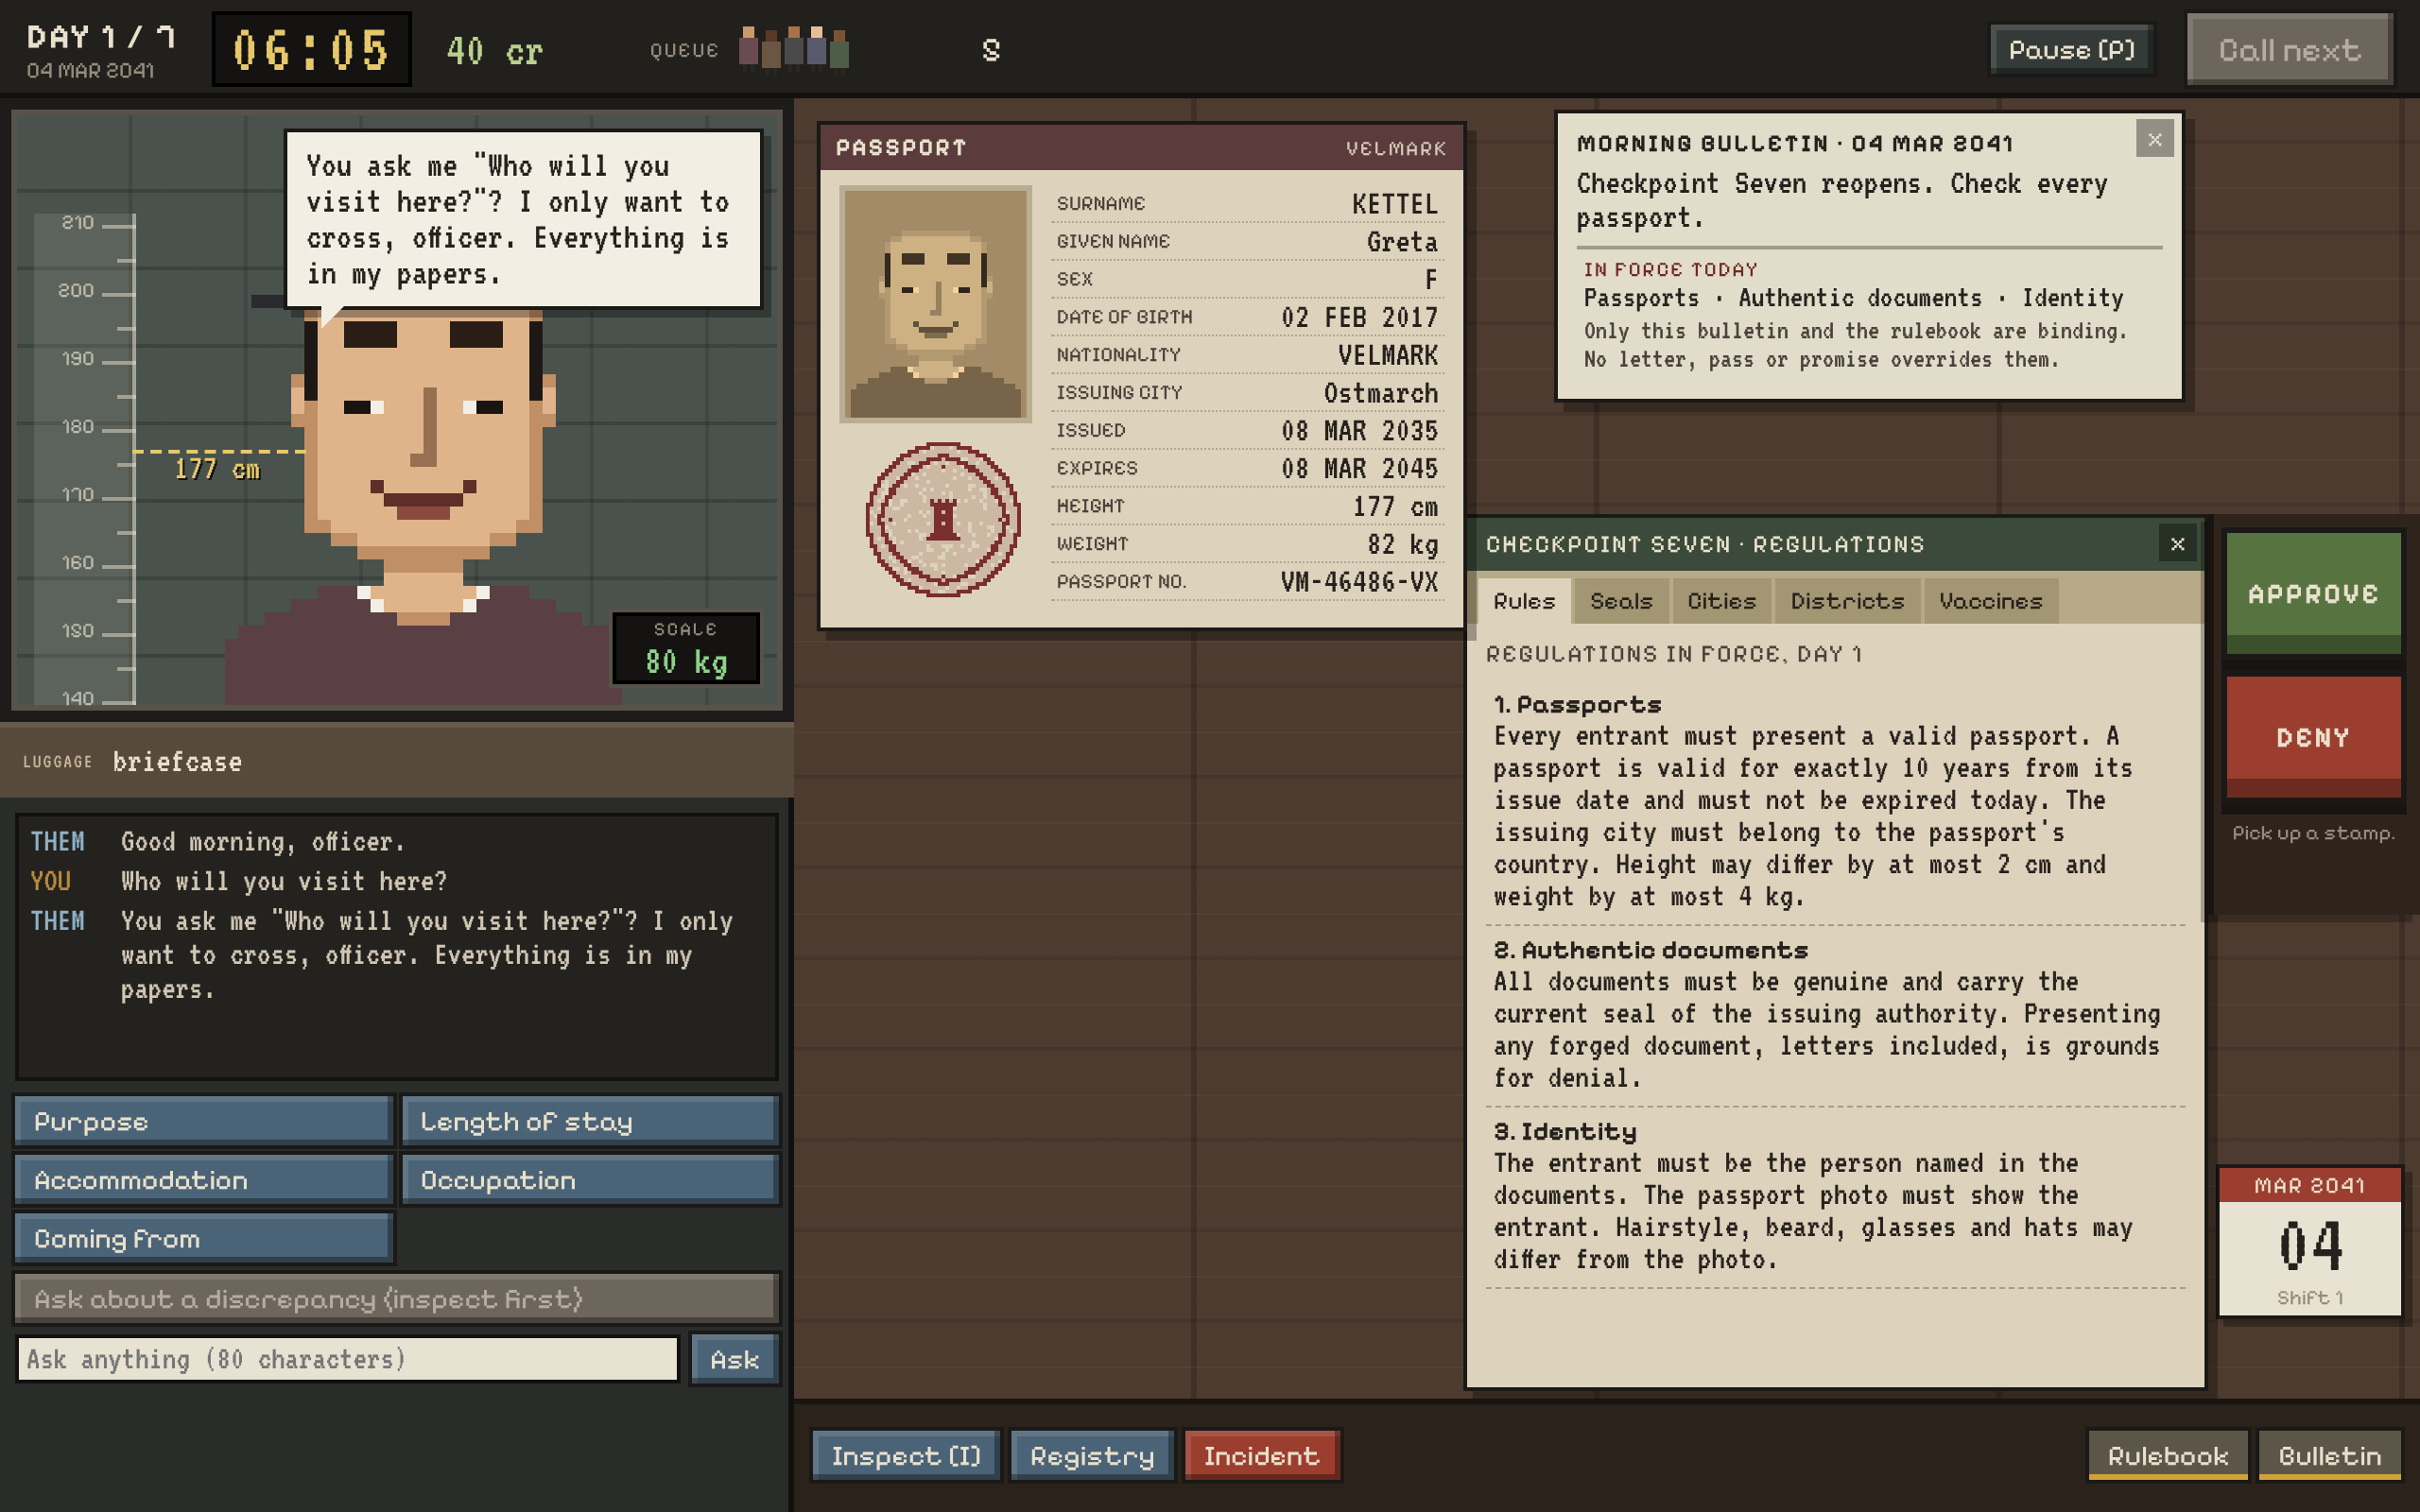 DAY 1 / 7
04 MAR 2041
06:05
40 cr
QUEUE
8
Pause (P)
Call next
You ask me "Who will you
visit here?"? I only want to
cross, officer. Everything is
in my papers.
210
200
190
180
177 cm
170
160
150
140
SCALE
80 kg
LUGGAGE briefcase
THEM Good morning, officer.
YOU Who will you visit here?
THEM You ask me "Who will you visit here?"? I only
want to cross, officer. Everything is in my
papers.
Purpose
Length of stay
Accommodation
Occupation
Coming from
Ask about a discrepancy (inspect first)
Ask anything (80 characters)
Ask
PASSPORT VELMARK
SURNAME KETTEL
GIVEN NAME Greta
SEX F
DATE OF BIRTH 02 FEB 2017
NATIONALITY VELMARK
ISSUING CITY Ostmarch
ISSUED 08 MAR 2035
EXPIRES 08 MAR 2045
HEIGHT 177 cm
WEIGHT 82 kg
PASSPORT NO. VM-46486-VX
MORNING BULLETIN · 04 MAR 2041
Checkpoint Seven reopens. Check every
passport.
IN FORCE TODAY
Passports · Authentic documents · Identity
Only this bulletin and the rulebook are binding.
No letter, pass or promise overrides them.
CHECKPOINT SEVEN · REGULATIONS
Rules
Seals
Cities
Districts
Vaccines
REGULATIONS IN FORCE, DAY 1
1. Passports
Every entrant must present a valid passport. A
passport is valid for exactly 10 years from its
issue date and must not be expired today. The
issuing city must belong to the passport's
country. Height may differ by at most 2 cm and
weight by at most 4 kg.
2. Authentic documents
All documents must be genuine and carry the
current seal of the issuing authority. Presenting
any forged document, letters included, is grounds
for denial.
3. Identity
The entrant must be the person named in the
documents. The passport photo must show the
entrant. Hairstyle, beard, glasses and hats may
differ from the photo.
APPROVE
DENY
Pick up a stamp.
MAR 2041
04
Shift 1
Inspect (I)
Registry
Incident
Rulebook
Bulletin